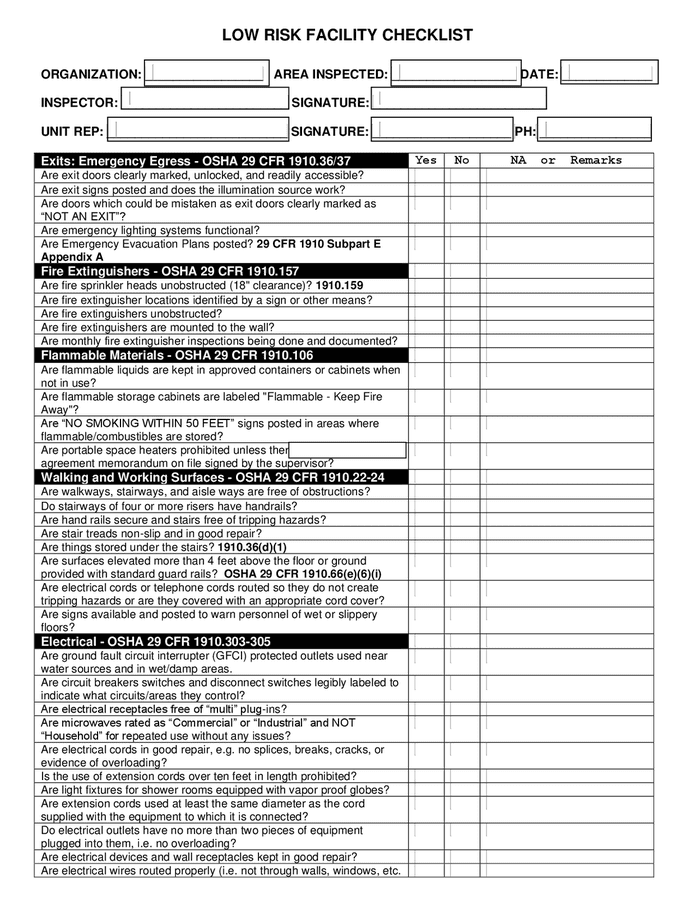 LOW RISK FACILITY CHECKLIST
ORGANIZATION: AREA INSPECTED: DATE:
INSPECTOR: SIGNATURE:
UNIT REP: SIGNATURE: PH:
Exits: Emergency Egress - OSHA 29 CFR 1910.36/37 Yes No NA or Remarks
Are exit doors clearly marked, unlocked, and readily accessible?
Are exit signs posted and does the illumination source work?
Are doors which could be mistaken as exit doors clearly marked as
“NOT AN EXIT”?
Are emergency lighting systems functional?
Are Emergency Evacuation Plans posted? 29 CFR 1910 Subpart E
Appendix A
Fire Extinguishers - OSHA 29 CFR 1910.157
Are fire sprinkler heads unobstructed (18" clearance)? 1910.159
Are fire extinguisher locations identified by a sign or other means?
Are fire extinguishers unobstructed?
Are fire extinguishers are mounted to the wall?
Are monthly fire extinguisher inspections being done and documented?
Flammable Materials - OSHA 29 CFR 1910.106
Are flammable liquids are kept in approved containers or cabinets when
not in use?
Are flammable storage cabinets are labeled "Flammable - Keep Fire
Away"?
Are “NO SMOKING WITHIN 50 FEET” signs posted in areas where
flammable/combustibles are stored?
Are portable space heaters prohibited unless ther
agreement memorandum on file signed by the supervisor?
Walking and Working Surfaces - OSHA 29 CFR 1910.22-24
Are walkways, stairways, and aisle ways are free of obstructions?
Do stairways of four or more risers have handrails?
Are hand rails secure and stairs free of tripping hazards?
Are stair treads non-slip and in good repair?
Are things stored under the stairs? 1910.36(d)(1)
Are surfaces elevated more than 4 feet above the floor or ground
provided with standard guard rails? OSHA 29 CFR 1910.66(e)(6)(i)
Are electrical cords or telephone cords routed so they do not create
tripping hazards or are they covered with an appropriate cord cover?
Are signs available and posted to warn personnel of wet or slippery
floors?
Electrical - OSHA 29 CFR 1910.303-305
Are ground fault circuit interrupter (GFCI) protected outlets used near
water sources and in wet/damp areas.
Are circuit breakers switches and disconnect switches legibly labeled to
indicate what circuits/areas they control?
Are electrical receptacles free of “multi” plug-ins?
Are microwaves rated as “Commercial” or “Industrial” and NOT
“Household” for repeated use without any issues?
Are electrical cords in good repair, e.g. no splices, breaks, cracks, or
evidence of overloading?
Is the use of extension cords over ten feet in length prohibited?
Are light fixtures for shower rooms equipped with vapor proof globes?
Are extension cords used at least the same diameter as the cord
supplied with the equipment to which it is connected?
Do electrical outlets have no more than two pieces of equipment
plugged into them, i.e. no overloading?
Are electrical devices and wall receptacles kept in good repair?
Are electrical wires routed properly (i.e. not through walls, windows, etc.